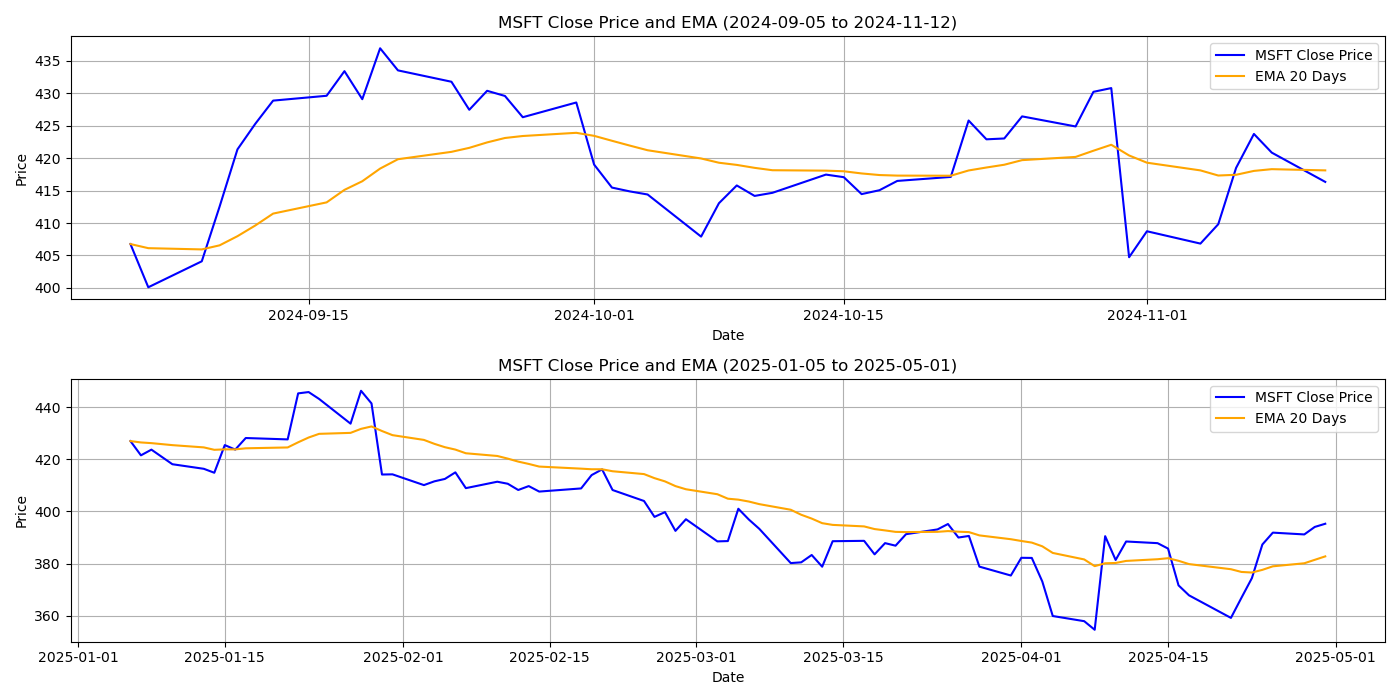 MSFT Close Price and EMA (2024-09-05 to 2024-11-12)
MSFT Close Price
EMA 20 Days
435
430
425
420
415
410
405
400
Price
2024-09-15
2024-10-01
2024-10-15
2024-11-01
Date
MSFT Close Price and EMA (2025-01-05 to 2025-05-01)
MSFT Close Price
EMA 20 Days
440
420
400
380
360
Price
2025-01-01
2025-01-15
2025-02-01
2025-02-15
2025-03-01
2025-03-15
2025-04-01
2025-04-15
2025-05-01
Date